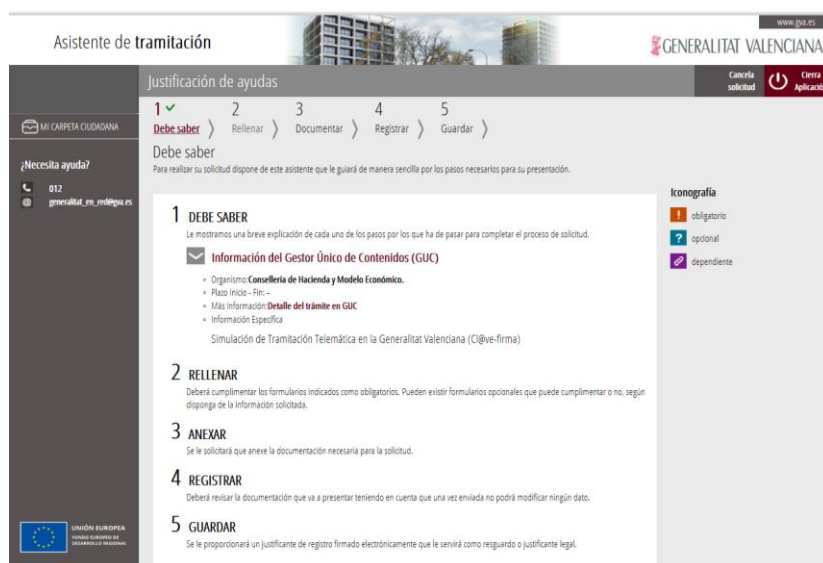 www.gva.es
Asistente de tramitación
GENERALITAT VALENCIANA
Justificación de ayudas
Cancela solicitud
Cierra Aplicació
MI CARPETA CIUDADANA
¿Necesita ayuda?
012
generalitat_en_red@gva.es
1 2 3 4 5
Debe saber Rellenar Documentar Registrar Guardar
Debe saber
Para realizar su solicitud dispone de este asistente que le guiará de manera sencilla por los pasos necesarios para su presentación.
Iconografía
obligatorio
opcional
dependiente
1 DEBE SABER
Le mostramos una breve explicación de cada uno de los pasos por los que ha de pasar para completar el proceso de solicitud.
Información del Gestor Único de Contenidos (GUC)
Organismo:Conselleria de Hacienda y Modelo Económico.
Plazo Inicio - Fin: -
Más Información:Detalle del trámite en GUC
Información Específica
Simulación de Tramitación Telemática en la Generalitat Valenciana (Cl@ve-firma)
2 RELLENAR
Deberá cumplimentar los formularios indicados como obligatorios. Pueden existir formularios opcionales que puede cumplimentar o no, según
disponga de la información solicitada.
3 ANEXAR
Se le solicitará que anexe la documentación necesaria para la solicitud.
4 REGISTRAR
Deberá revisar la documentación que va a presentar teniendo en cuenta que una vez enviada no podrá modificar ningún dato.
5 GUARDAR
Se le proporcionará un justificante de registro firmado electrónicamente que le servirá como resguardo o justificante legal.
UNIÓN EUROPEA
FONDO EUROPEO DE
DESARROLLO REGIONAL